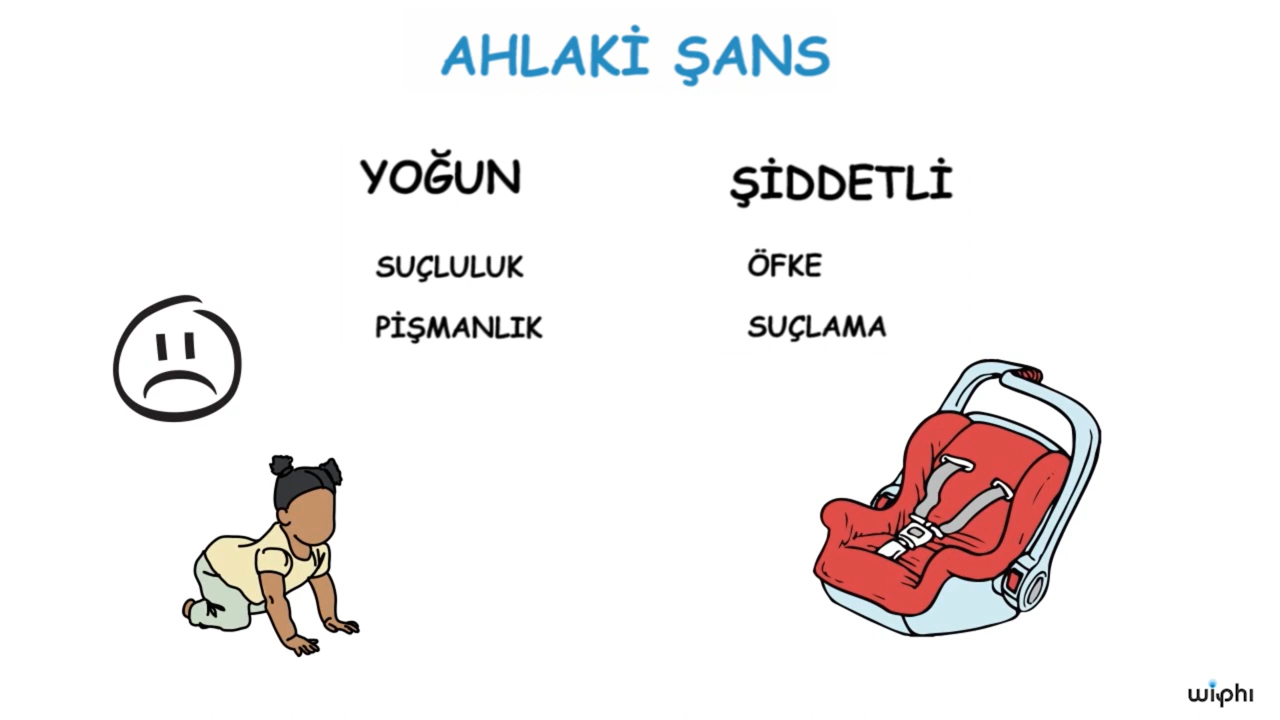 AHLAKİ ŞANS
YOĞUN
SUÇLULUK
PİŞMANLIK
ŞİDDETLİ
ÖFKE
SUÇLAMA
wiphi